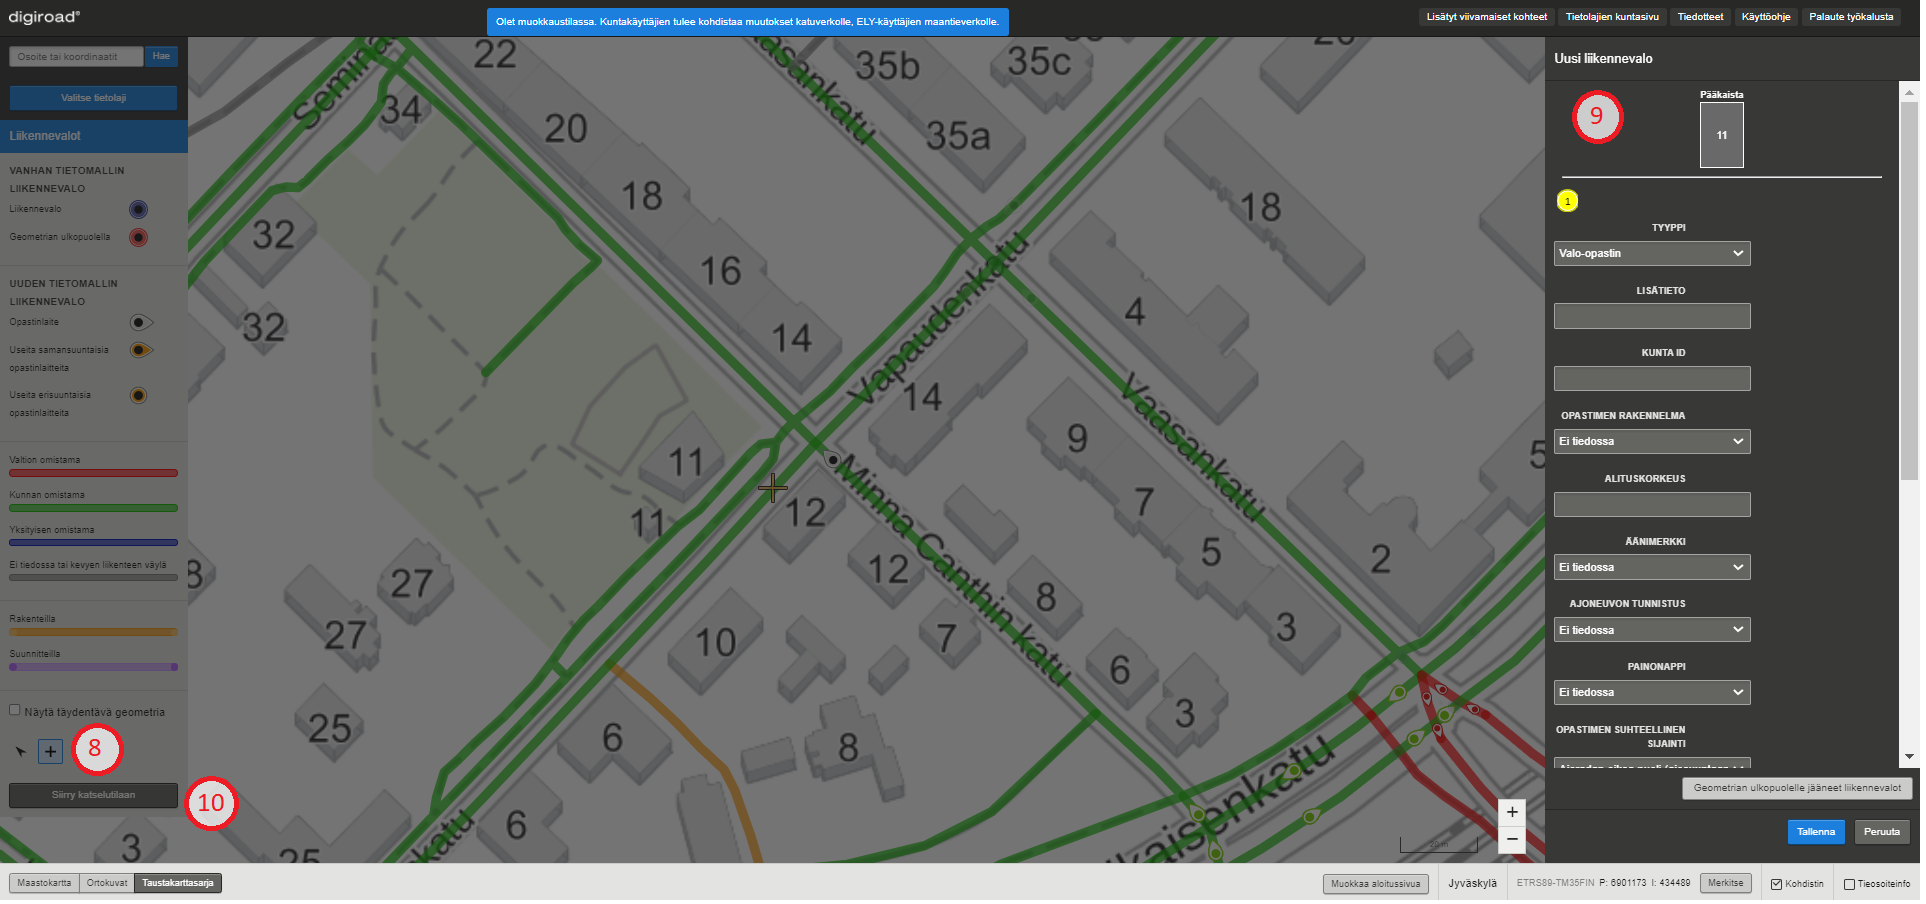 digiroad
Olet muokkaustilassa. Kuntakäyttäjien tulee kohdistaa muutokset katuverkolle, ELY-käyttäjien maantieverkolle.
Lisätyt viivamaiset kohteet
Tietolajien kuntasivu
Tiedotteet
Käyttöohje
Palaute työkalusta
Osoite tai koordinaatit
Hae
Valitse tietolaji
Liikennevalot
VANHAN TIETOMALLIN
LIIKENNEVALO
Liikennevalo
Geometrian ulkopuolella
UUDEN TIETOMALLIN
LIIKENNEVALO
Opastinlaite
Useita samansuuntaisia
opastinlaitteita
Useita erisuuntaisia
opastinlaitteita
Valtion omistama
Kunnan omistama
Yksityisen omistama
Ei tiedossa tai kevyen liikenteen väylä
Rakenteilla
Suunnitteilla
Näytä täydentävä geometria
8
Siirry katselutilaan
10
22
35b
35c
34
20
35a
18
18
32
16
4
32
14
14
9
11
11
12
7
12
5
2
27
8
27
10
7
3
6
25
3
6
8
6
3
25
Vaasankatu
Vapaudenkatu
Vaasankatu
Minna Canthin katu
Uusi liikennevalo
9
Pääkaista
11
1
TYYPPI
Valo-opastin
LISÄTIETO
KUNTA ID
OPASTIMEN RAKENNELMA
Ei tiedossa
ALITUSKORKEUS
ÄÄNIMERKKI
Ei tiedossa
AJONEUVON TUNNISTUS
Ei tiedossa
PAINONAPPI
Ei tiedossa
OPASTIMEN SUHTEELLINEN
SIJAINTI
Geometrian ulkopuolelle jääneet liikennevalot
Tallenna
Peruuta
+
−
20 m
Maastokartta
Ortokuvat
Taustakarttasarja
Muokkaa aloitussivua
Jyväskylä
ETRS89-TM35FIN P: 6901173 I: 434489
Merkitse
Kohdistin
Tieosoiteinfo